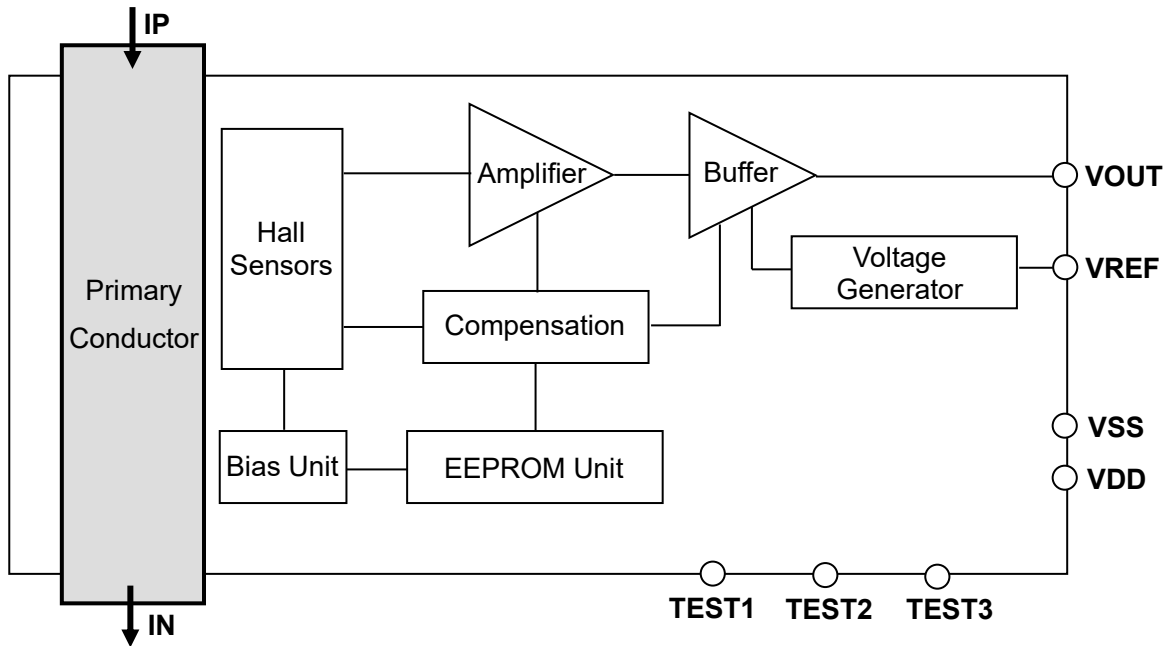 IP
Amplifier
Buffer
VOUT
Hall
Sensors
Voltage
Generator
VREF
Primary
Conductor
Compensation
VSS
Bias Unit
EEPROM Unit
VDD
TEST1
TEST2
TEST3
IN